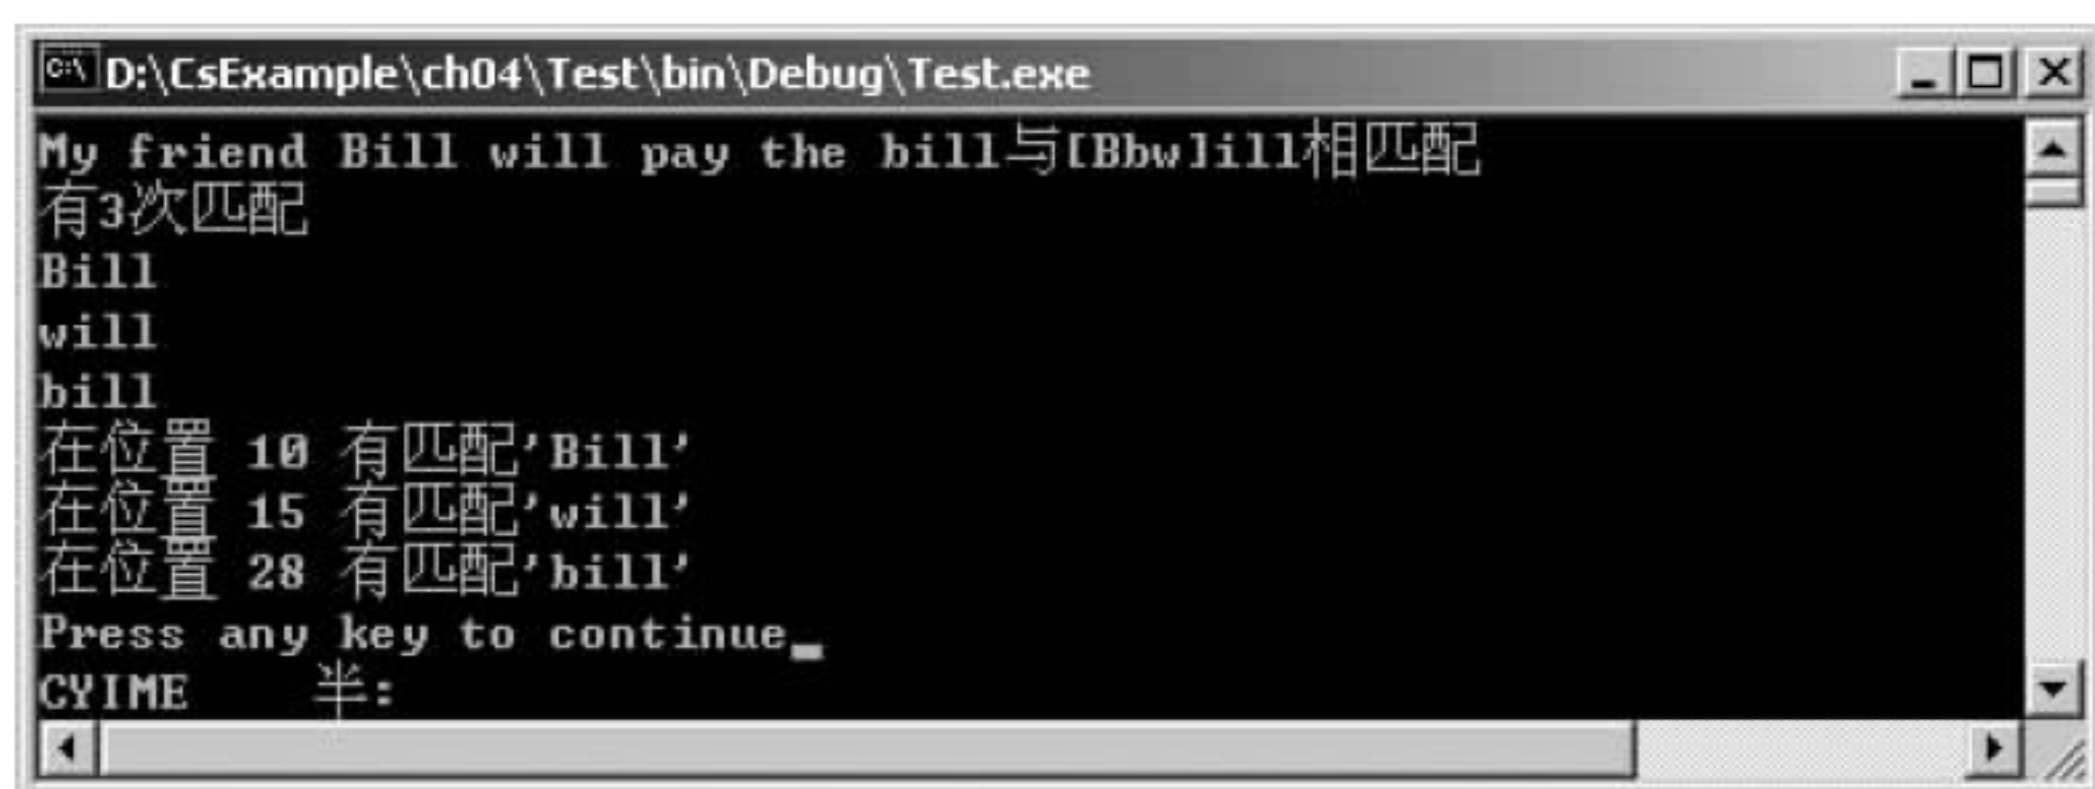 D:\CsExample\ch04\Test\bin\Debug\Test.exe
My friend Bill will pay the bill与[Bbw]ill相匹配
有3次匹配
Bill
will
bill
在位置 10 有匹配'Bill'
在位置 15 有匹配'will'
在位置 28 有匹配'bill'
Press any key to continue_
CYIME 半: